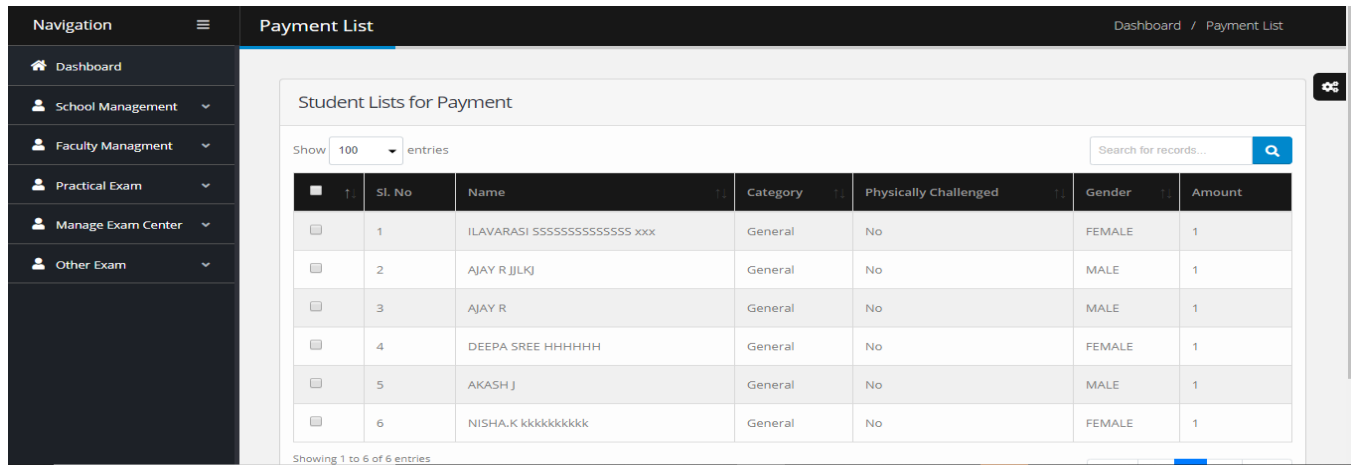 Navigation
Payment List
Dashboard / Payment List
Dashboard
School Management
Faculty Managment
Practical Exam
Manage Exam Center
Other Exam
Student Lists for Payment
Show 100 entries
Search for records...
Sl. No Name Category Physically Challenged Gender Amount
1 ILAVARASI SSSSSSSSSSSSSS xxx General No FEMALE 1
2 AJAY R JJLKJ General No MALE 1
3 AJAY R General No MALE 1
4 DEEPA SREE HHHHHH General No FEMALE 1
5 AKASH J General No MALE 1
6 NISHA.K kkkkkkkkkk General No FEMALE 1
Showing 1 to 6 of 6 entries